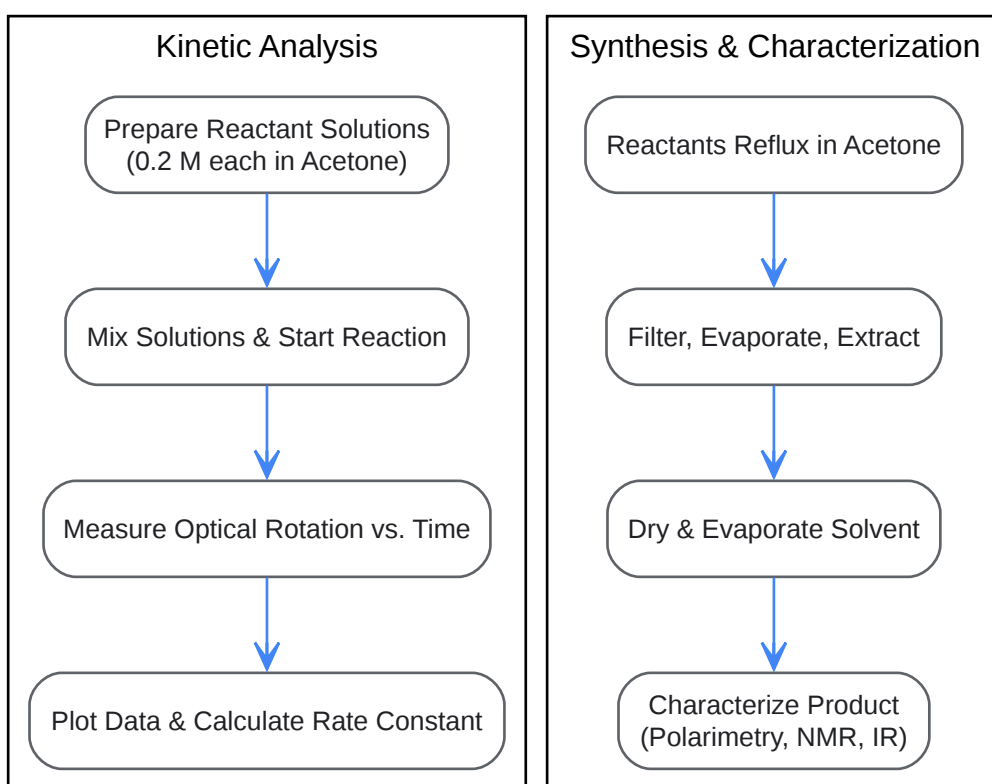 Kinetic Analysis
Prepare Reactant Solutions
(0.2 M each in Acetone)
Mix Solutions & Start Reaction
Measure Optical Rotation vs. Time
Plot Data & Calculate Rate Constant
Synthesis & Characterization
Reactants Reflux in Acetone
Filter, Evaporate, Extract
Dry & Evaporate Solvent
Characterize Product
(Polarimetry, NMR, IR)